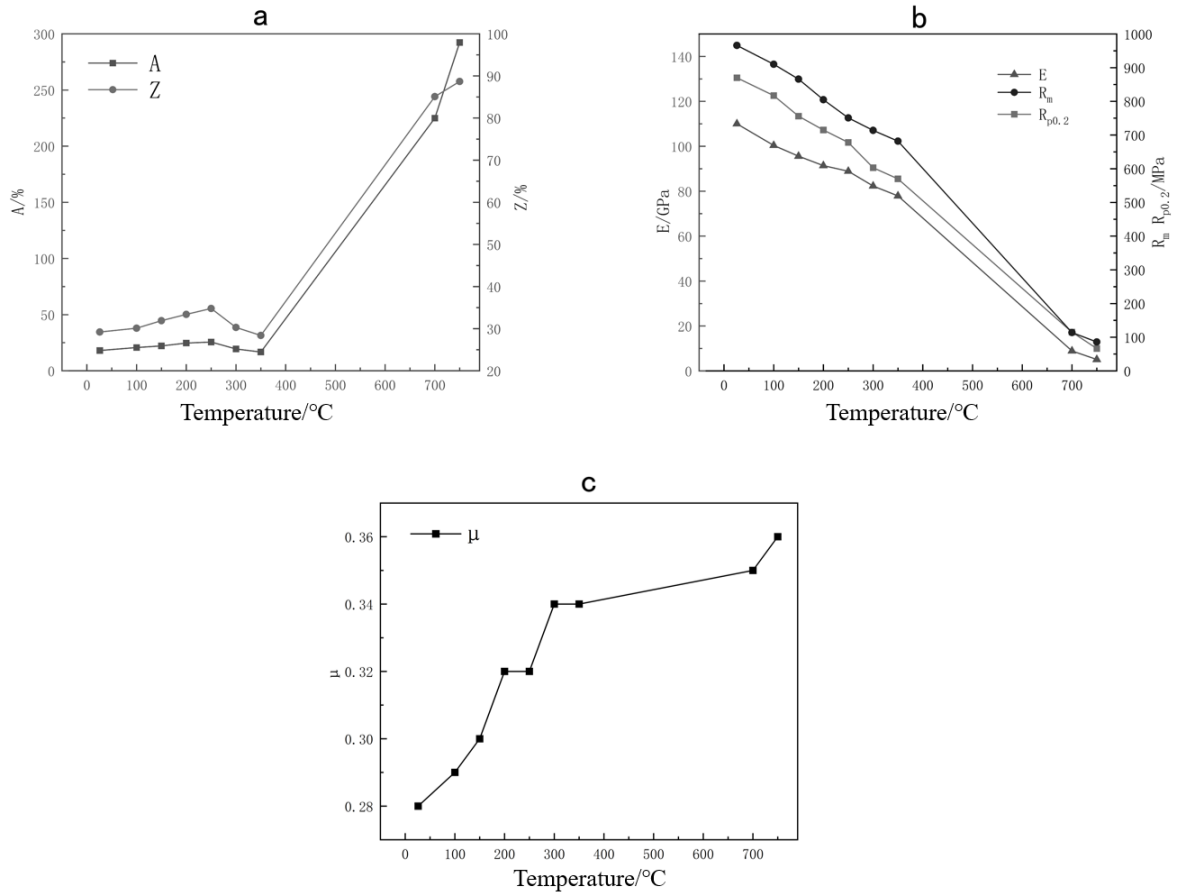 a
A
Z
A/%
300
250
200
150
100
50
0
Z/%
100
90
80
70
60
50
40
30
20
0 100 200 300 400 500 600 700
Temperature/°C
b
E
Rm
Rp0.2
E/GPa
140
120
100
80
60
40
20
0
Rm Rp0.2/MPa
1000
900
800
700
600
500
400
300
200
100
0
0 100 200 300 400 500 600 700
Temperature/°C
c
μ
μ
0.36
0.34
0.32
0.30
0.28
0 100 200 300 400 500 600 700
Temperature/°C